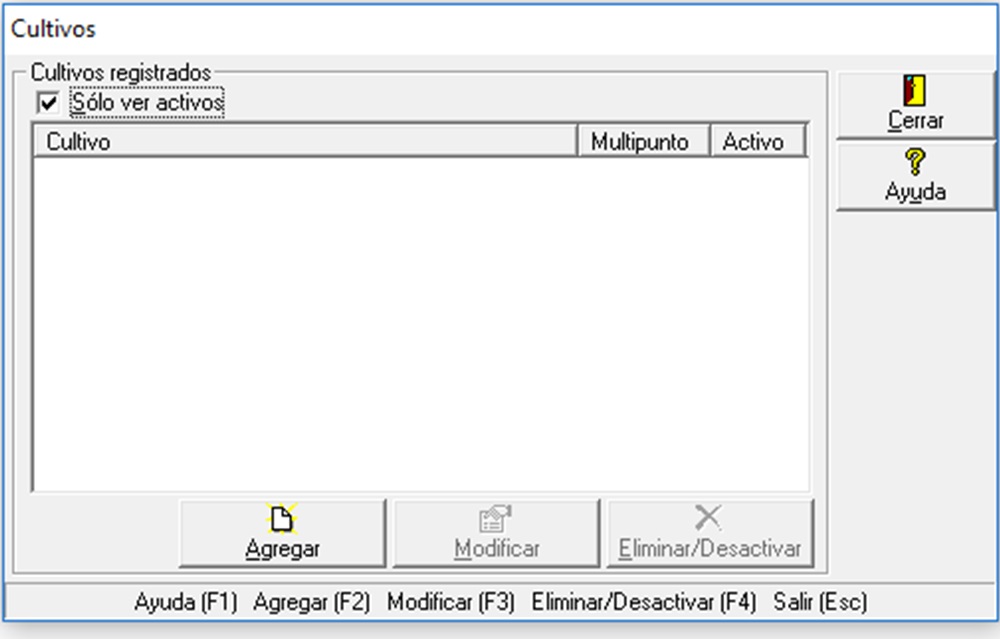 Cultivos
Cultivos registrados
Sólo ver activos
Cultivo Multipunto Activo
Cerrar
Ayuda
Agregar Modificar Eliminar/Desactivar
Ayuda (F1) Agregar (F2) Modificar (F3) Eliminar/Desactivar (F4) Salir (Esc)